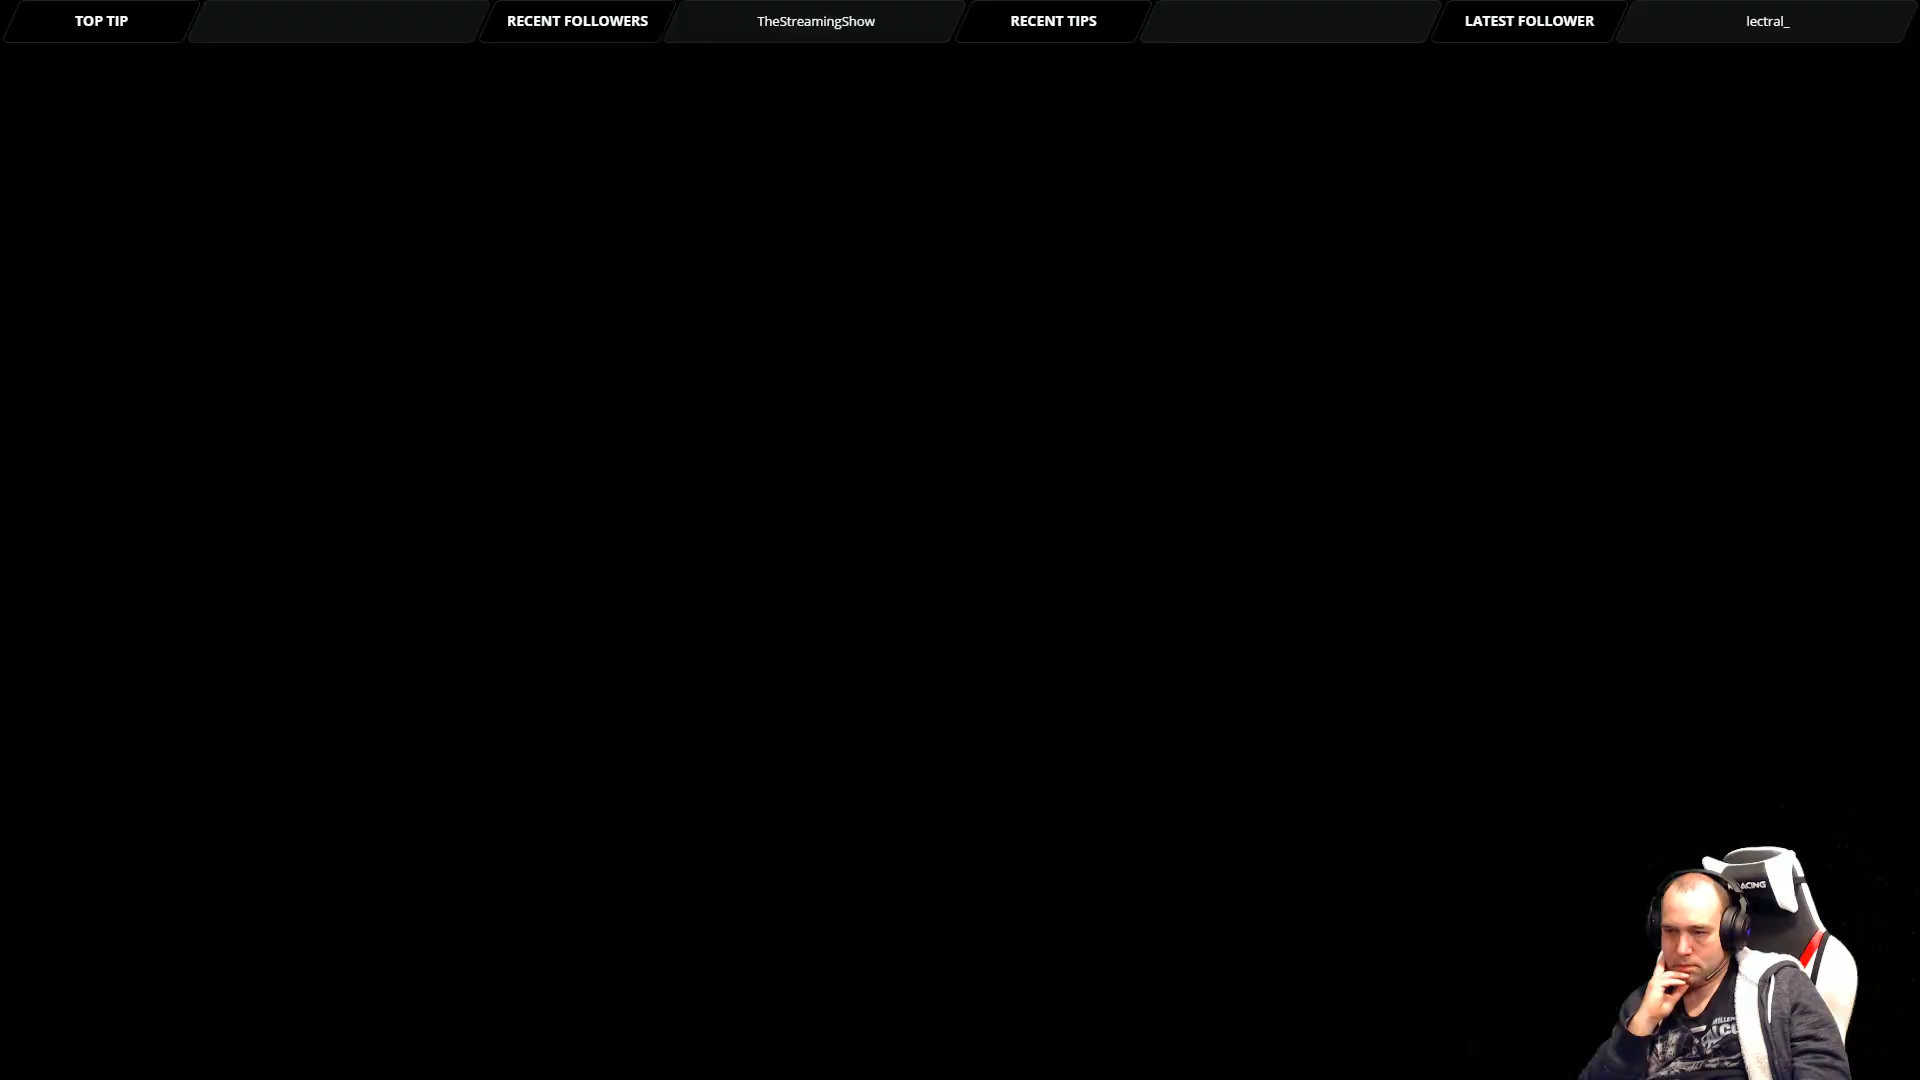 TOP TIP
RECENT FOLLOWERS
TheStreamingShow
RECENT TIPS
LATEST FOLLOWER
lectral_